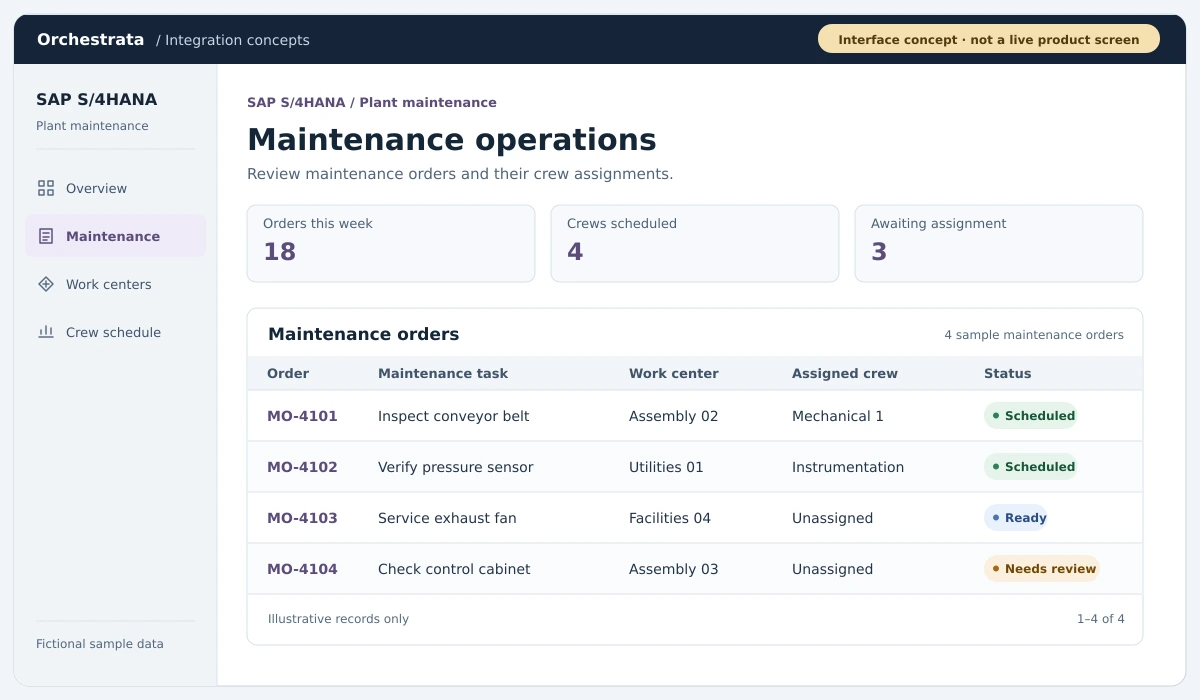 Orchestrata / Integration concepts
Interface concept · not a live product screen
SAP S/4HANA
Plant maintenance
Overview
Maintenance
Work centers
Crew schedule
Fictional sample data
SAP S/4HANA / Plant maintenance
Maintenance operations
Review maintenance orders and their crew assignments.
Orders this week
18
Crews scheduled
4
Awaiting assignment
3
Maintenance orders
4 sample maintenance orders
Order Maintenance task Work center Assigned crew Status
MO-4101 Inspect conveyor belt Assembly 02 Mechanical 1 Scheduled
MO-4102 Verify pressure sensor Utilities 01 Instrumentation Scheduled
MO-4103 Service exhaust fan Facilities 04 Unassigned Ready
MO-4104 Check control cabinet Assembly 03 Unassigned Needs review
Illustrative records only
1–4 of 4